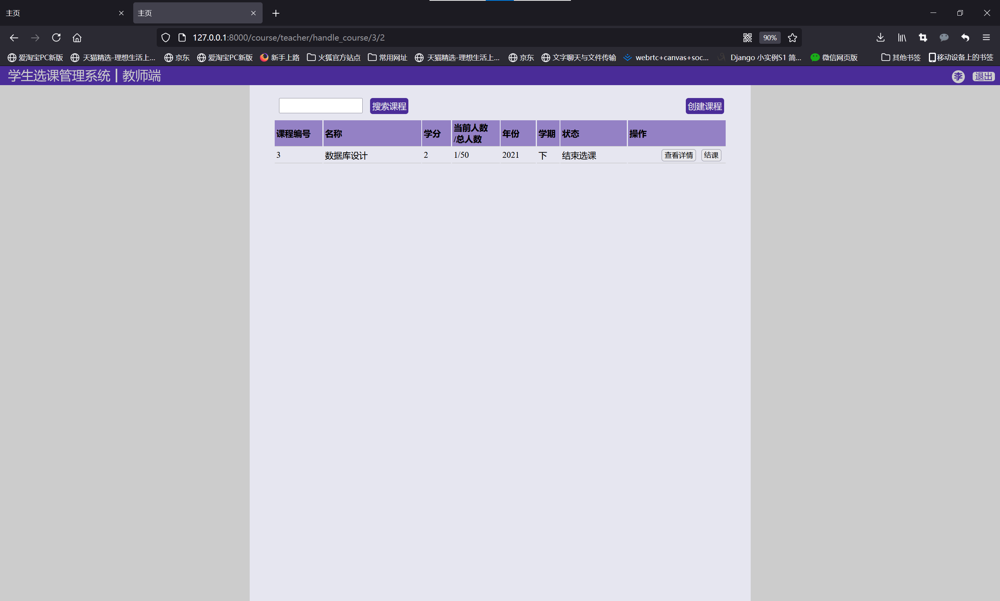 主页
主页
127.0.0.1:8000/course/teacher/handle_course/3/2
90%
爱淘宝PC新版 天猫精选-理想生活上... 京东 爱淘宝PC新版 新手上路 火狐官方站点 常用网址 天猫精选-理想生活上... 京东 文字聊天与文件传输 webrtc+canvas+soc... Django 小实例S1 简... 微信网页版 其他书签 移动设备上的书签
学生选课管理系统 | 教师端
李 退出
搜索课程 创建课程
课程编号 名称 学分 当前人数
/总人数 年份 学期 状态 操作
3 数据库设计 2 1/50 2021 下 结束选课 查看详情 结课